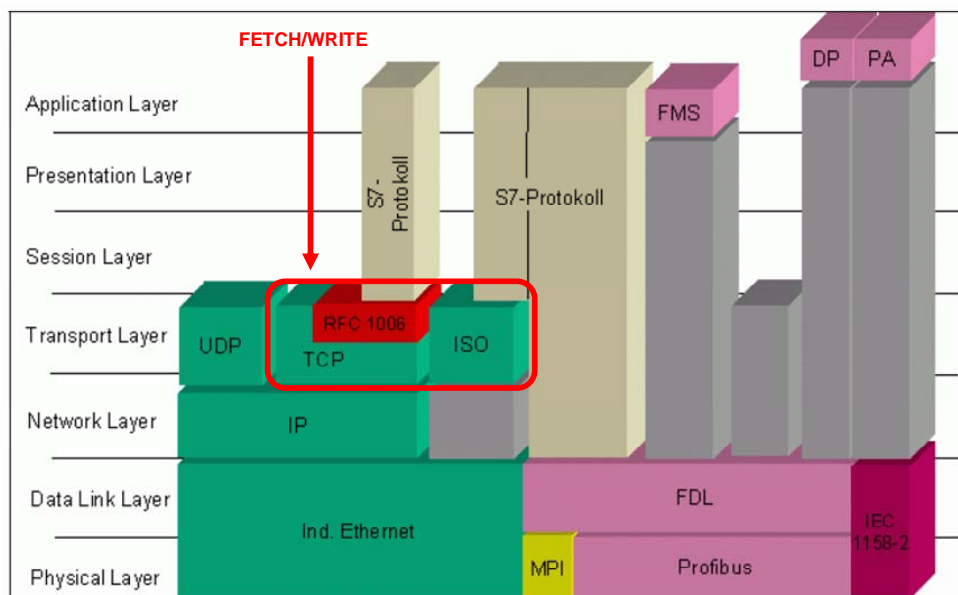 FETCH/WRITE
DP
PA
Application Layer
FMS
Presentation Layer
S7-
Protokoll
S7-Protokoll
Session Layer
RFC 1006
Transport Layer
UDP
TCP
ISO
Network Layer
IP
Data Link Layer
FDL
Ind. Ethernet
IEC
1158-2
MPI
Profibus
Physical Layer